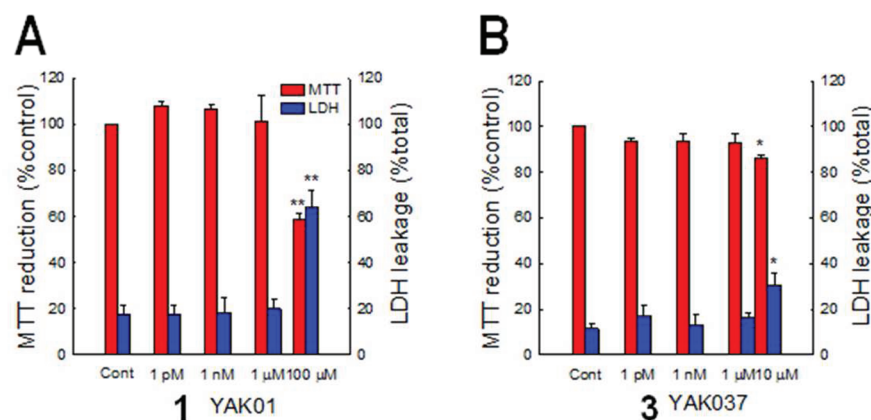 A
MTT reduction (%control)
120
100
80
60
40
20
0
MTT
LDH
**
**
120
100
80
60
40
20
0
LDH leakage (%total)
Cont 1 pM 1 nM 1 µM 100 µM
1 YAK01
B
MTT reduction (%control)
120
100
80
60
40
20
0
*
*
120
100
80
60
40
20
0
LDH leakage (%total)
Cont 1 pM 1 nM 1 µM 10 µM
3 YAK037